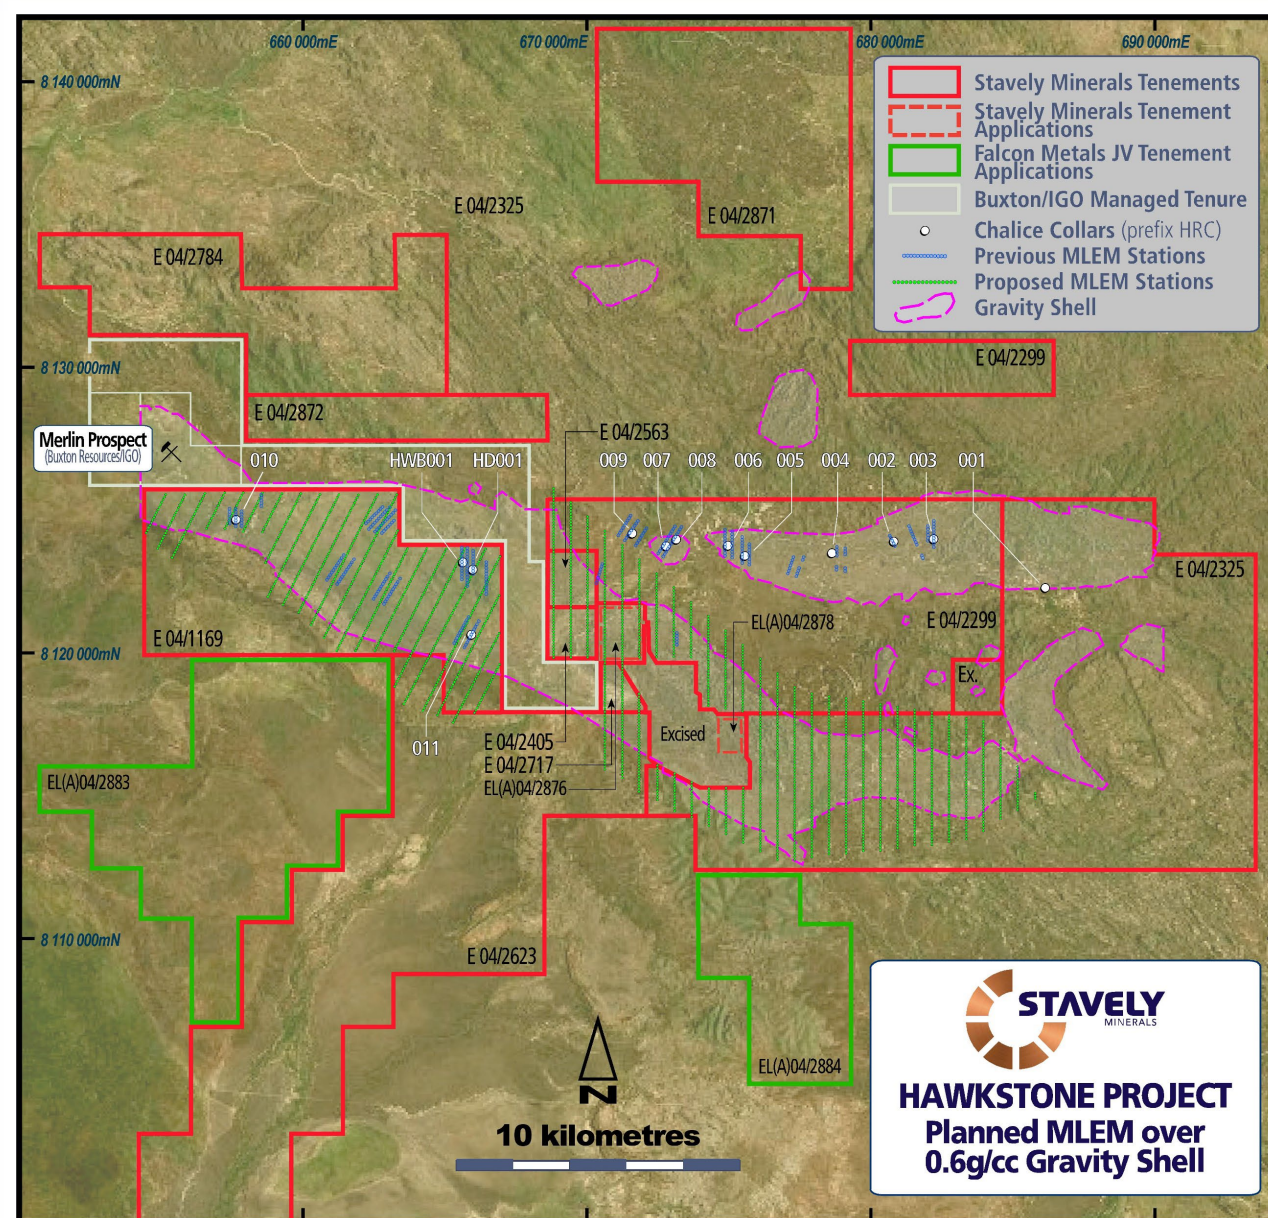 660 000mE
670 000mE
680 000mE
690 000mE
8 140 000mN
Stavely Minerals Tenements
Stavely Minerals Tenement
Applications
Falcon Metals JV Tenement
Applications
Buxton/IGO Managed Tenure
Chalice Collars (prefix HRC)
Previous MLEM Stations
Proposed MLEM Stations
Gravity Shell
E 04/2325
E 04/2871
E 04/2784
8 130 000mN
E 04/2299
E 04/2872
E 04/2563
Merlin Prospect
(Buxton Resources/IGO)
010
HWB001
HD001
009
007
008
006
005
004
002
003
001
E 04/2325
E 04/1169
EL(A)04/2878
E 04/2299
8 120 000mN
Ex.
Excised
011
E 04/2405
E 04/2717
EL(A)04/2876
EL(A)04/2883
8 110 000mN
E 04/2623
EL(A)04/2884
N
10 kilometres
STAVELY
MINERALS
HAWKSTONE PROJECT
Planned MLEM over
0.6g/cc Gravity Shell